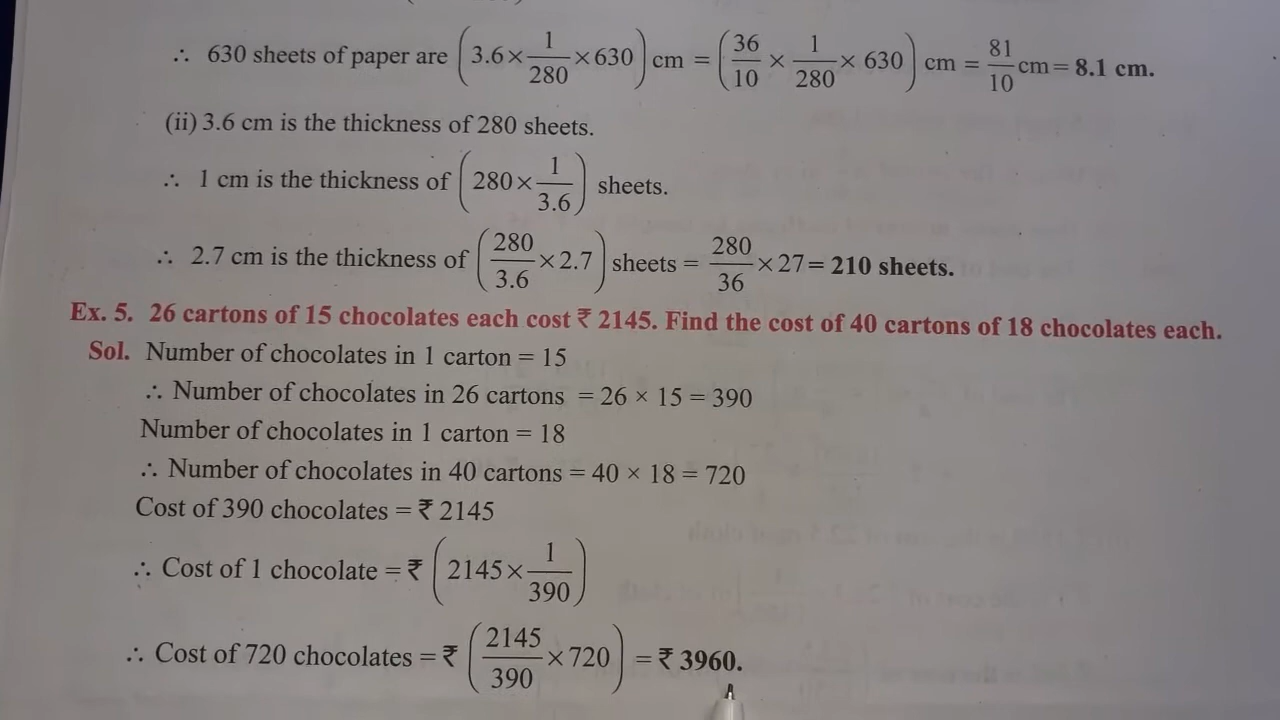 ∴ 630 sheets of paper are (3.6 × 1/280 × 630) cm = (36/10 × 1/280 × 630) cm = 81/10 cm = 8.1 cm.
(ii) 3.6 cm is the thickness of 280 sheets.
∴ 1 cm is the thickness of (280 × 1/3.6) sheets.
∴ 2.7 cm is the thickness of (280/3.6 × 2.7) sheets = 280/36 × 27 = 210 sheets.
Ex. 5. 26 cartons of 15 chocolates each cost ₹ 2145. Find the cost of 40 cartons of 18 chocolates each.
Sol. Number of chocolates in 1 carton = 15
∴ Number of chocolates in 26 cartons = 26 × 15 = 390
Number of chocolates in 1 carton = 18
∴ Number of chocolates in 40 cartons = 40 × 18 = 720
Cost of 390 chocolates = ₹ 2145
∴ Cost of 1 chocolate = ₹ (2145 × 1/390)
∴ Cost of 720 chocolates = ₹ (2145/390 × 720) = ₹ 3960.